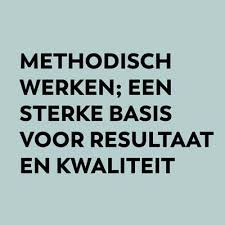 METHODISCH
WERKEN; EEN
STERKE BASIS
VOOR RESULTAAT
EN KWALITEIT